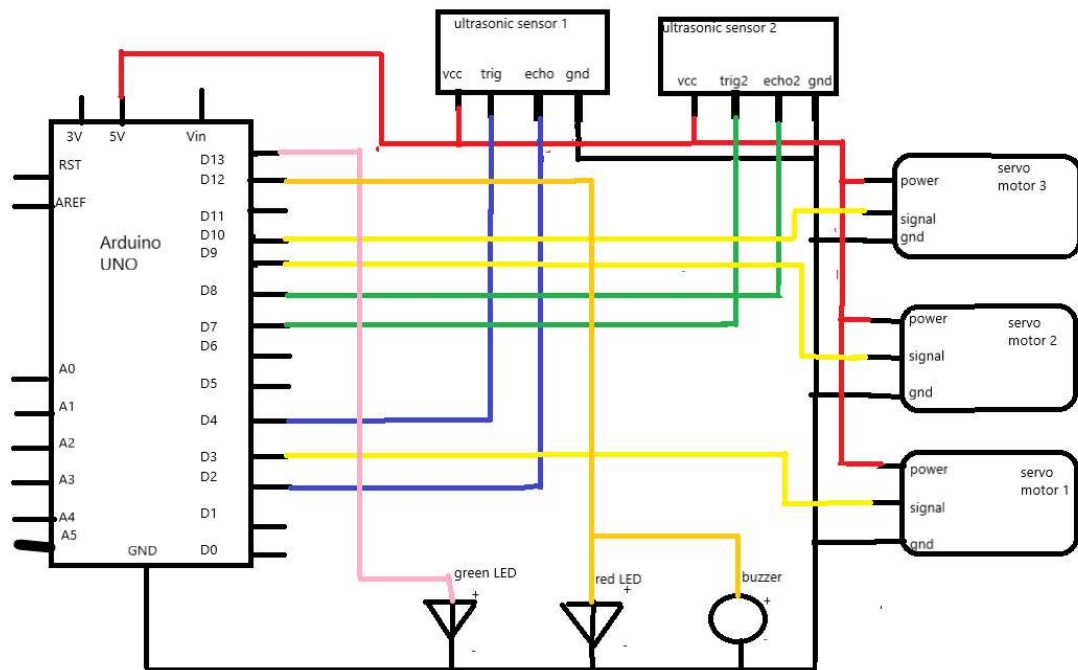 ultrasonic sensor 1
vcc trig echo gnd
ultrasonic sensor 2
vcc trig2 echo2 gnd
3V 5V Vin
RST
AREF
Arduino
UNO
A0
A1
A2
A3
A4
A5
GND
D13
D12
D11
D10
D9
D8
D7
D6
D5
D4
D3
D2
D1
D0
servo
motor 3
power
signal
gnd
servo
motor 2
power
signal
gnd
servo
motor 1
power
signal
gnd
green LED
+
-
red LED
+
-
buzzer
+
-